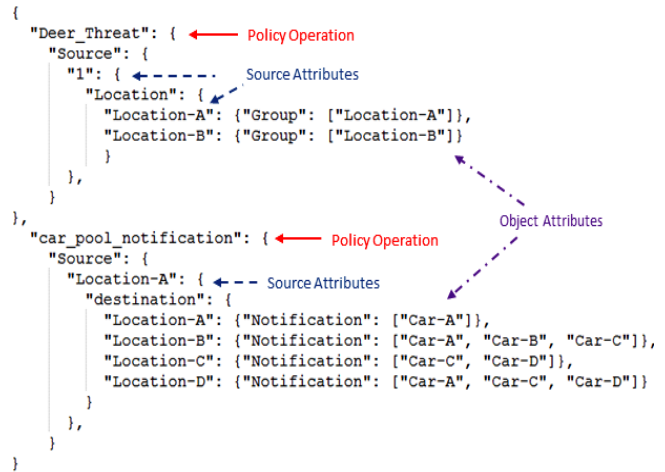 {
"Deer_Threat": { Policy Operation
"Source": {
"1": { Source Attributes
"Location": {
"Location-A": {"Group": ["Location-A"]},
"Location-B": {"Group": ["Location-B"]}
}
},
}
}, Object Attributes
"car_pool_notification": { Policy Operation
"Source": {
"Location-A": { Source Attributes
"destination": {
"Location-A": {"Notification": ["Car-A"]},
"Location-B": {"Notification": ["Car-A", "Car-B", "Car-C"]},
"Location-C": {"Notification": ["Car-C", "Car-D"]},
"Location-D": {"Notification": ["Car-A", "Car-C", "Car-D"]}
}
},
}
}